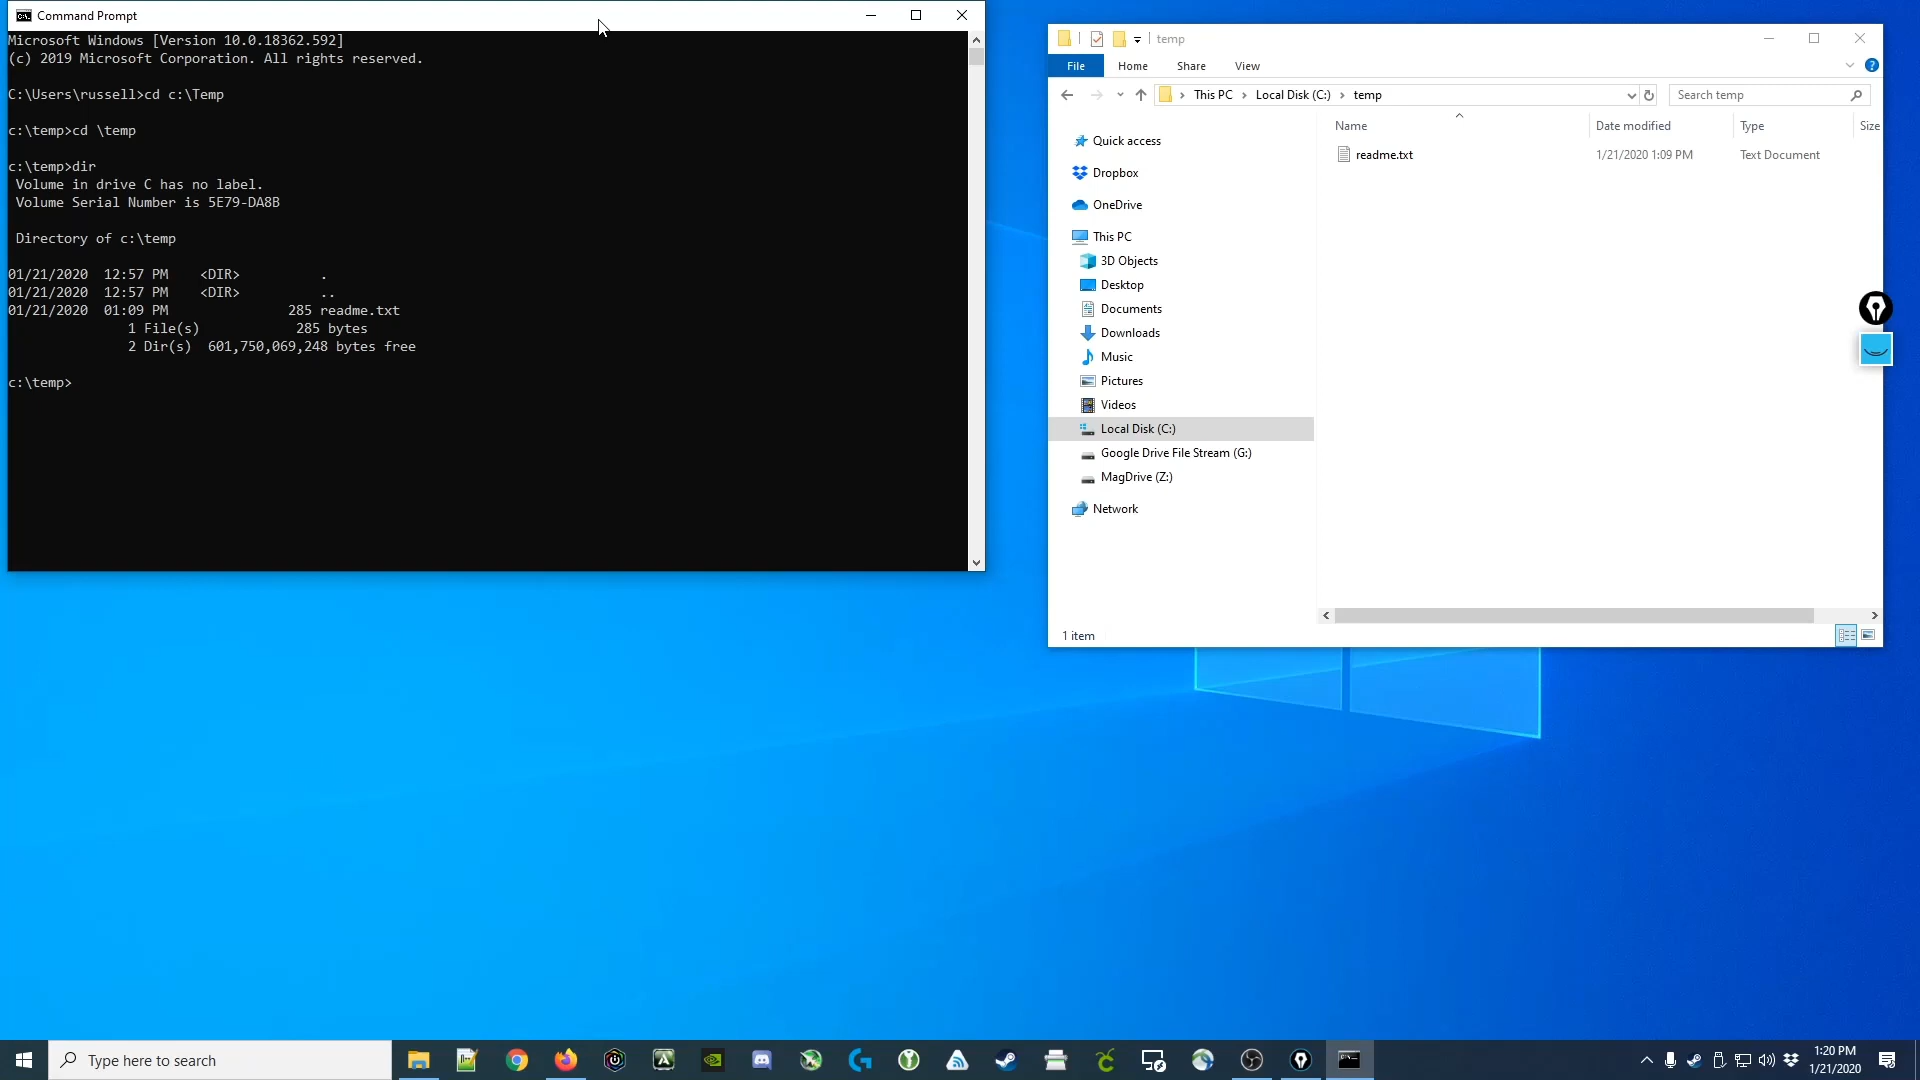 Command Prompt
Microsoft Windows [Version 10.0.18362.592]
(c) 2019 Microsoft Corporation. All rights reserved.
C:\Users\russell>cd c:\Temp
c:\temp>cd \temp
c:\temp>dir
Volume in drive C has no label.
Volume Serial Number is 5E79-DA8B
Directory of c:\temp
01/21/2020 12:57 PM <DIR> .
01/21/2020 12:57 PM <DIR> ..
01/21/2020 01:09 PM 285 readme.txt
1 File(s) 285 bytes
2 Dir(s) 601,750,069,248 bytes free
c:\temp>
temp
File Home Share View
This PC Local Disk (C:) temp
Search temp
Name Date modified Type Size
readme.txt 1/21/2020 1:09 PM Text Document
Quick access
Dropbox
OneDrive
This PC
3D Objects
Desktop
Documents
Downloads
Music
Pictures
Videos
Local Disk (C:)
Google Drive File Stream (G:)
MagDrive (Z:)
Network
1 item
Type here to search
1:20 PM
1/21/2020